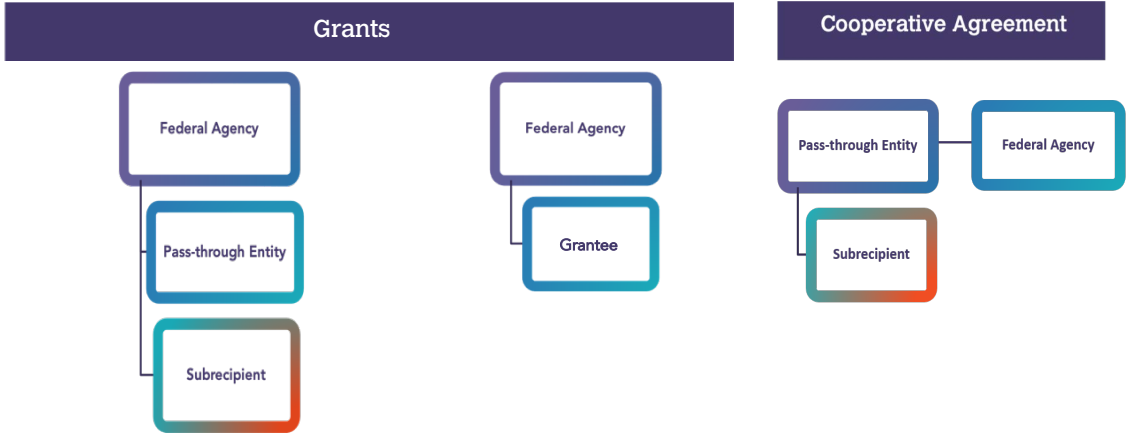 Grants
Federal Agency
Pass-through Entity
Subrecipient
Federal Agency
Grantee
Cooperative Agreement
Pass-through Entity
Federal Agency
Subrecipient